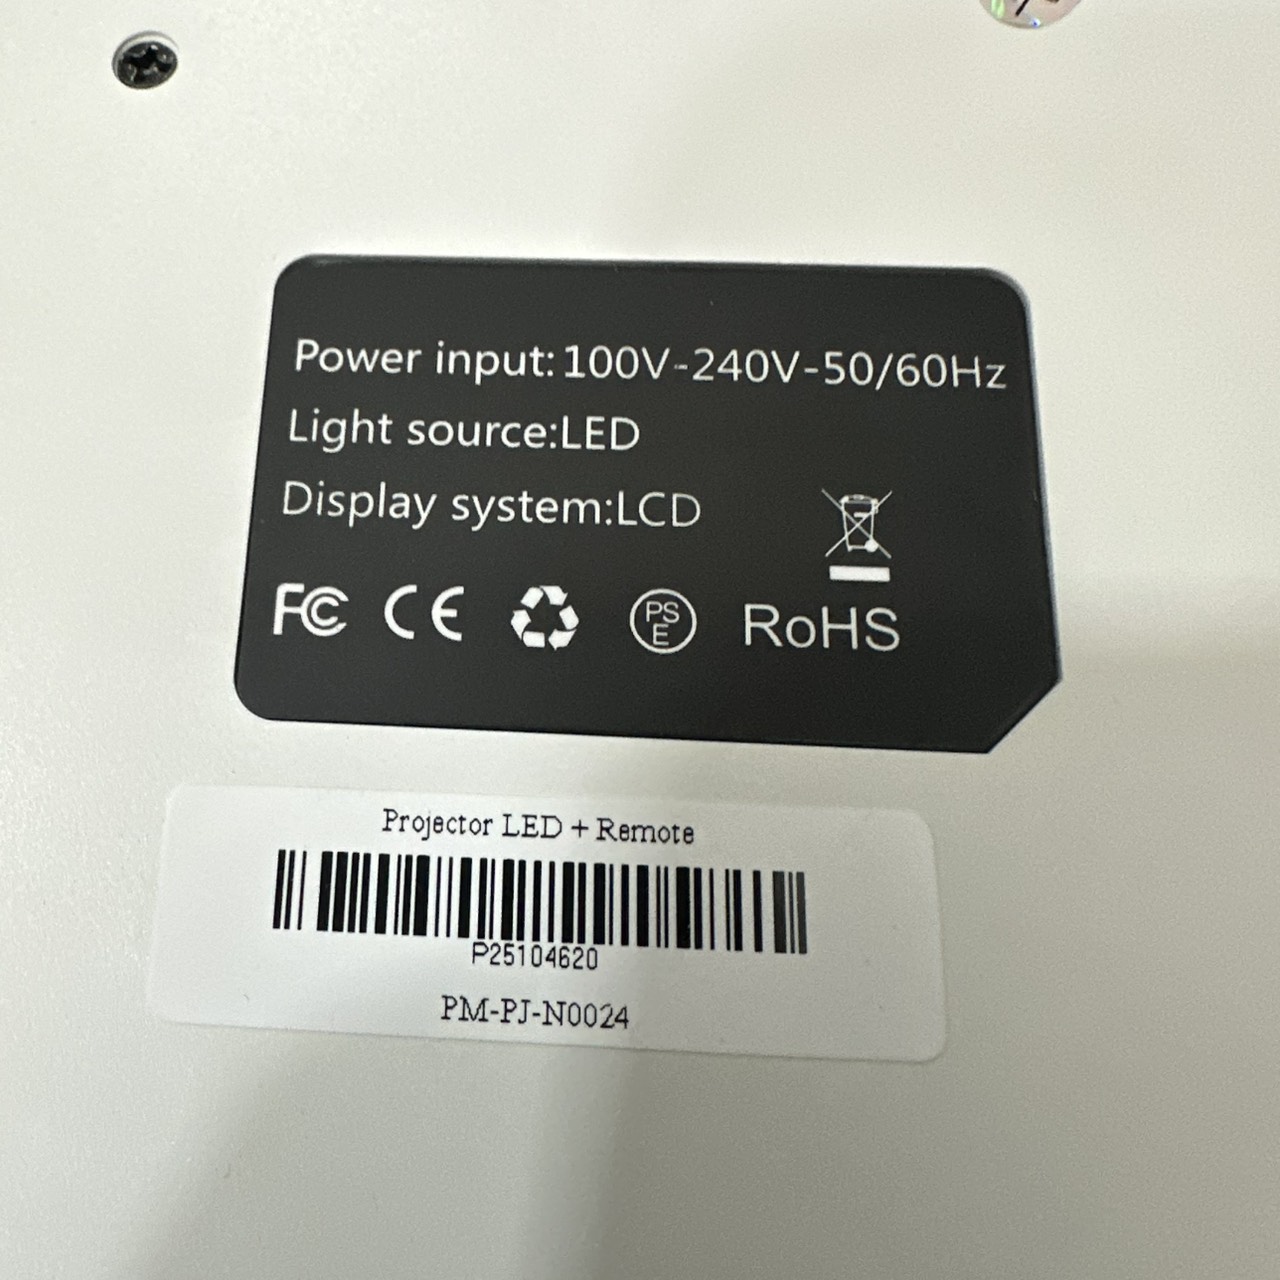 Power input:100V-240V-50/60Hz
Light source:LED
Display system:LCD
FC CE PSE RoHS
Projector LED + Remote
P25104620
PM-PJ-N0024